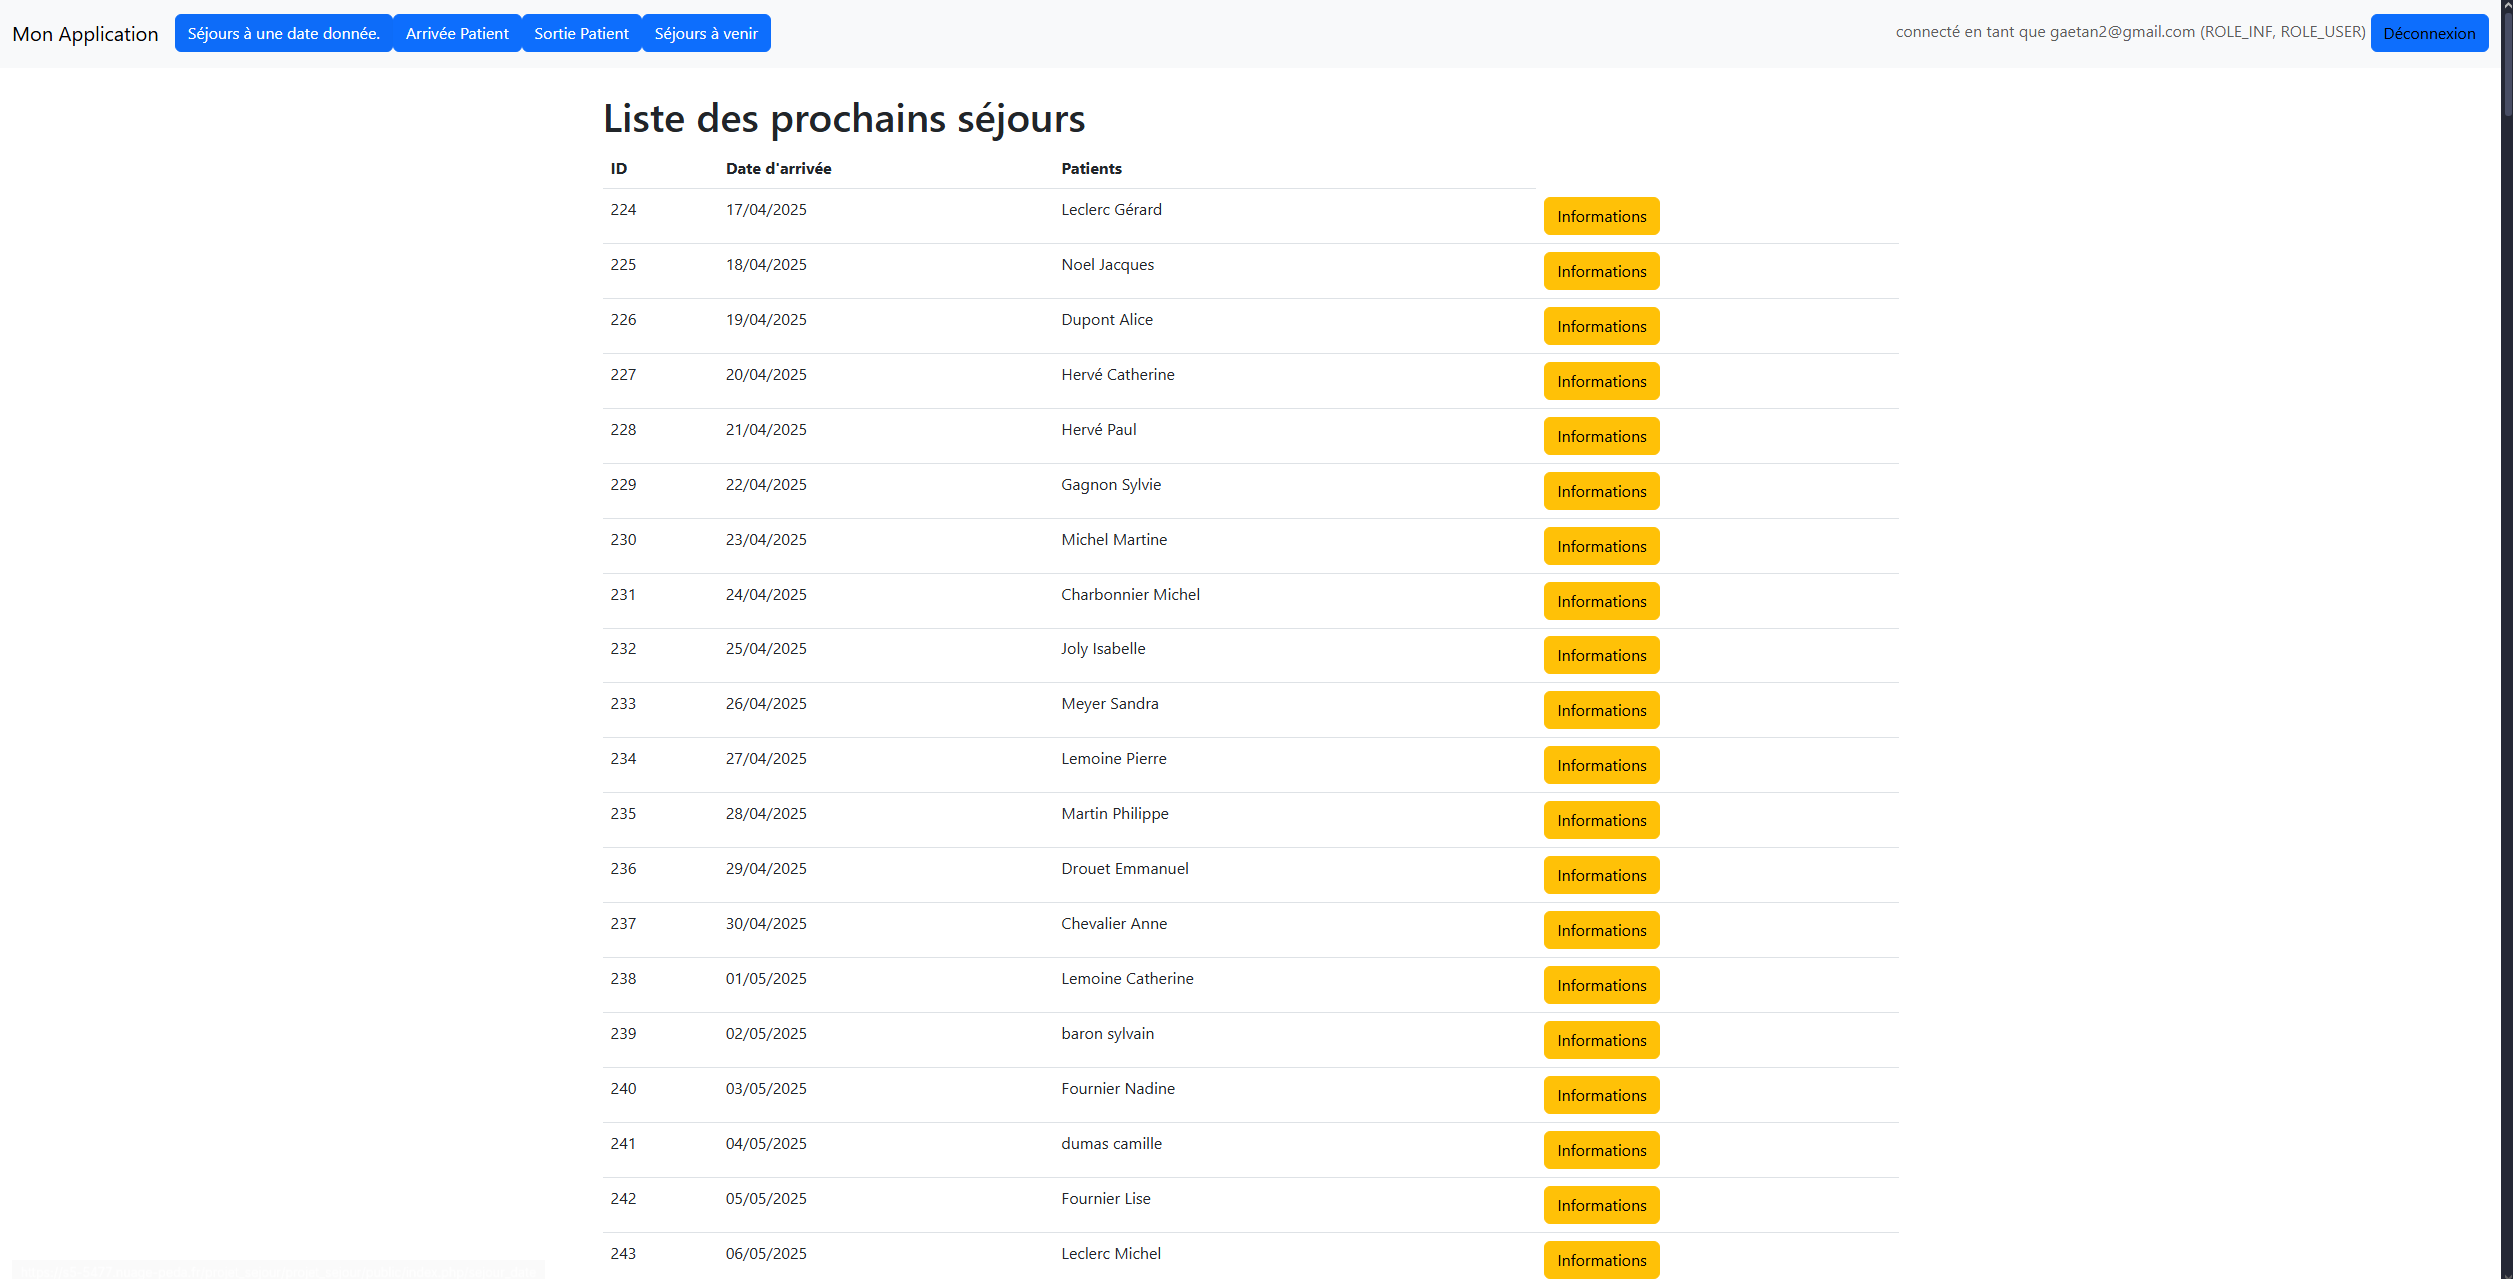 Mon Application Séjours à une date donnée. Arrivée Patient Sortie Patient Séjours à venir connecté en tant que gaetan2@gmail.com (ROLE_INF, ROLE_USER) Déconnexion
Liste des prochains séjours
ID Date d'arrivée Patients
224 17/04/2025 Leclerc Gérard Informations
225 18/04/2025 Noel Jacques Informations
226 19/04/2025 Dupont Alice Informations
227 20/04/2025 Hervé Catherine Informations
228 21/04/2025 Hervé Paul Informations
229 22/04/2025 Gagnon Sylvie Informations
230 23/04/2025 Michel Martine Informations
231 24/04/2025 Charbonnier Michel Informations
232 25/04/2025 Joly Isabelle Informations
233 26/04/2025 Meyer Sandra Informations
234 27/04/2025 Lemoine Pierre Informations
235 28/04/2025 Martin Philippe Informations
236 29/04/2025 Drouet Emmanuel Informations
237 30/04/2025 Chevalier Anne Informations
238 01/05/2025 Lemoine Catherine Informations
239 02/05/2025 baron sylvain Informations
240 03/05/2025 Fournier Nadine Informations
241 04/05/2025 dumas camille Informations
242 05/05/2025 Fournier Lise Informations
243 06/05/2025 Leclerc Michel Informations